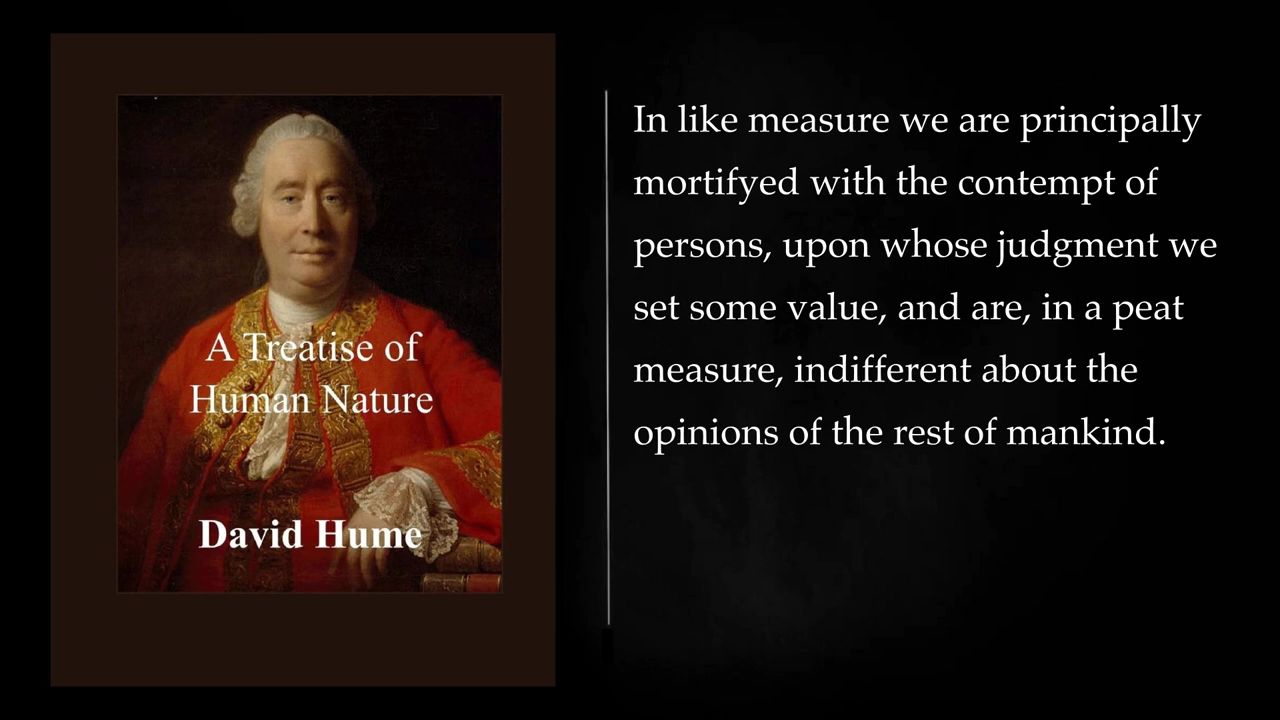 A Treatise of
Human Nature
David Hume
In like measure we are principally
mortifyed with the contempt of
persons, upon whose judgment we
set some value, and are, in a peat
measure, indifferent about the
opinions of the rest of mankind.